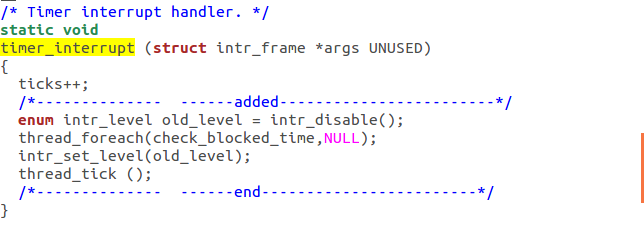 /* Timer interrupt handler. */
static void
timer_interrupt (struct intr_frame *args UNUSED)
{
  ticks++;
  /*-------------- ------added------------------------*/
  enum intr_level old_level = intr_disable();
  thread_foreach(check_blocked_time,NULL);
  intr_set_level(old_level);
  thread_tick ();
  /*-------------- ------end------------------------*/
}